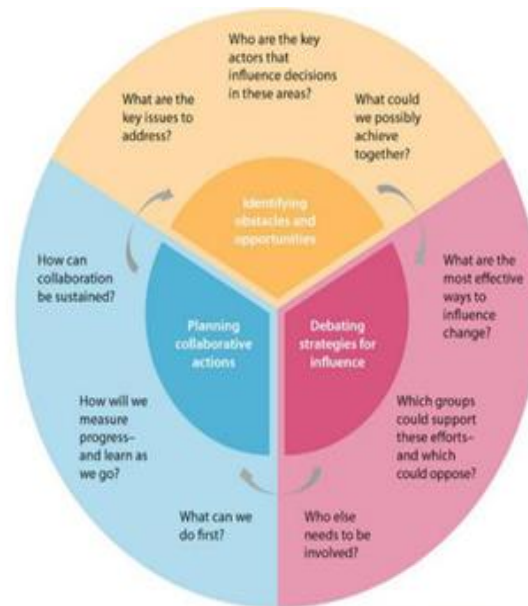 Who are the key
actors that
influence decisions
in these areas?
What are the
key issues to
address?
What could
we possibly
achieve
together?
Identifying
obstacles and
opportunities
How can
collaboration
be sustained?
What are the
most effective
ways to
influence
change?
Planning
collaborative
actions
Debating
strategies for
influence
How will we
measure
progress–
and learn as
we go?
Which groups
could support
these efforts–
and which
could oppose?
What can we
do first?
Who else
needs to be
involved?